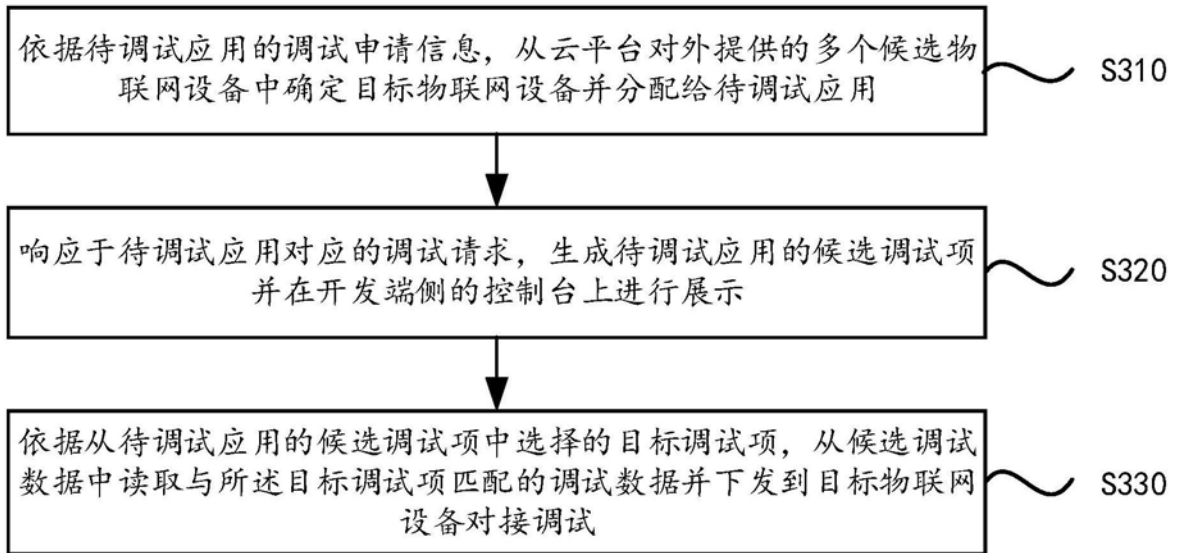 依据待调试应用的调试申请信息，从云平台对外提供的多个候选物
联网设备中确定目标物联网设备并分配给待调试应用
S310
响应于待调试应用对应的调试请求，生成待调试应用的候选调试项
并在开发端侧的控制台上进行展示
S320
依据从待调试应用的候选调试项中选择的目标调试项，从候选调试
数据中读取与所述目标调试项匹配的调试数据并下发到目标物联网
设备对接调试
S330